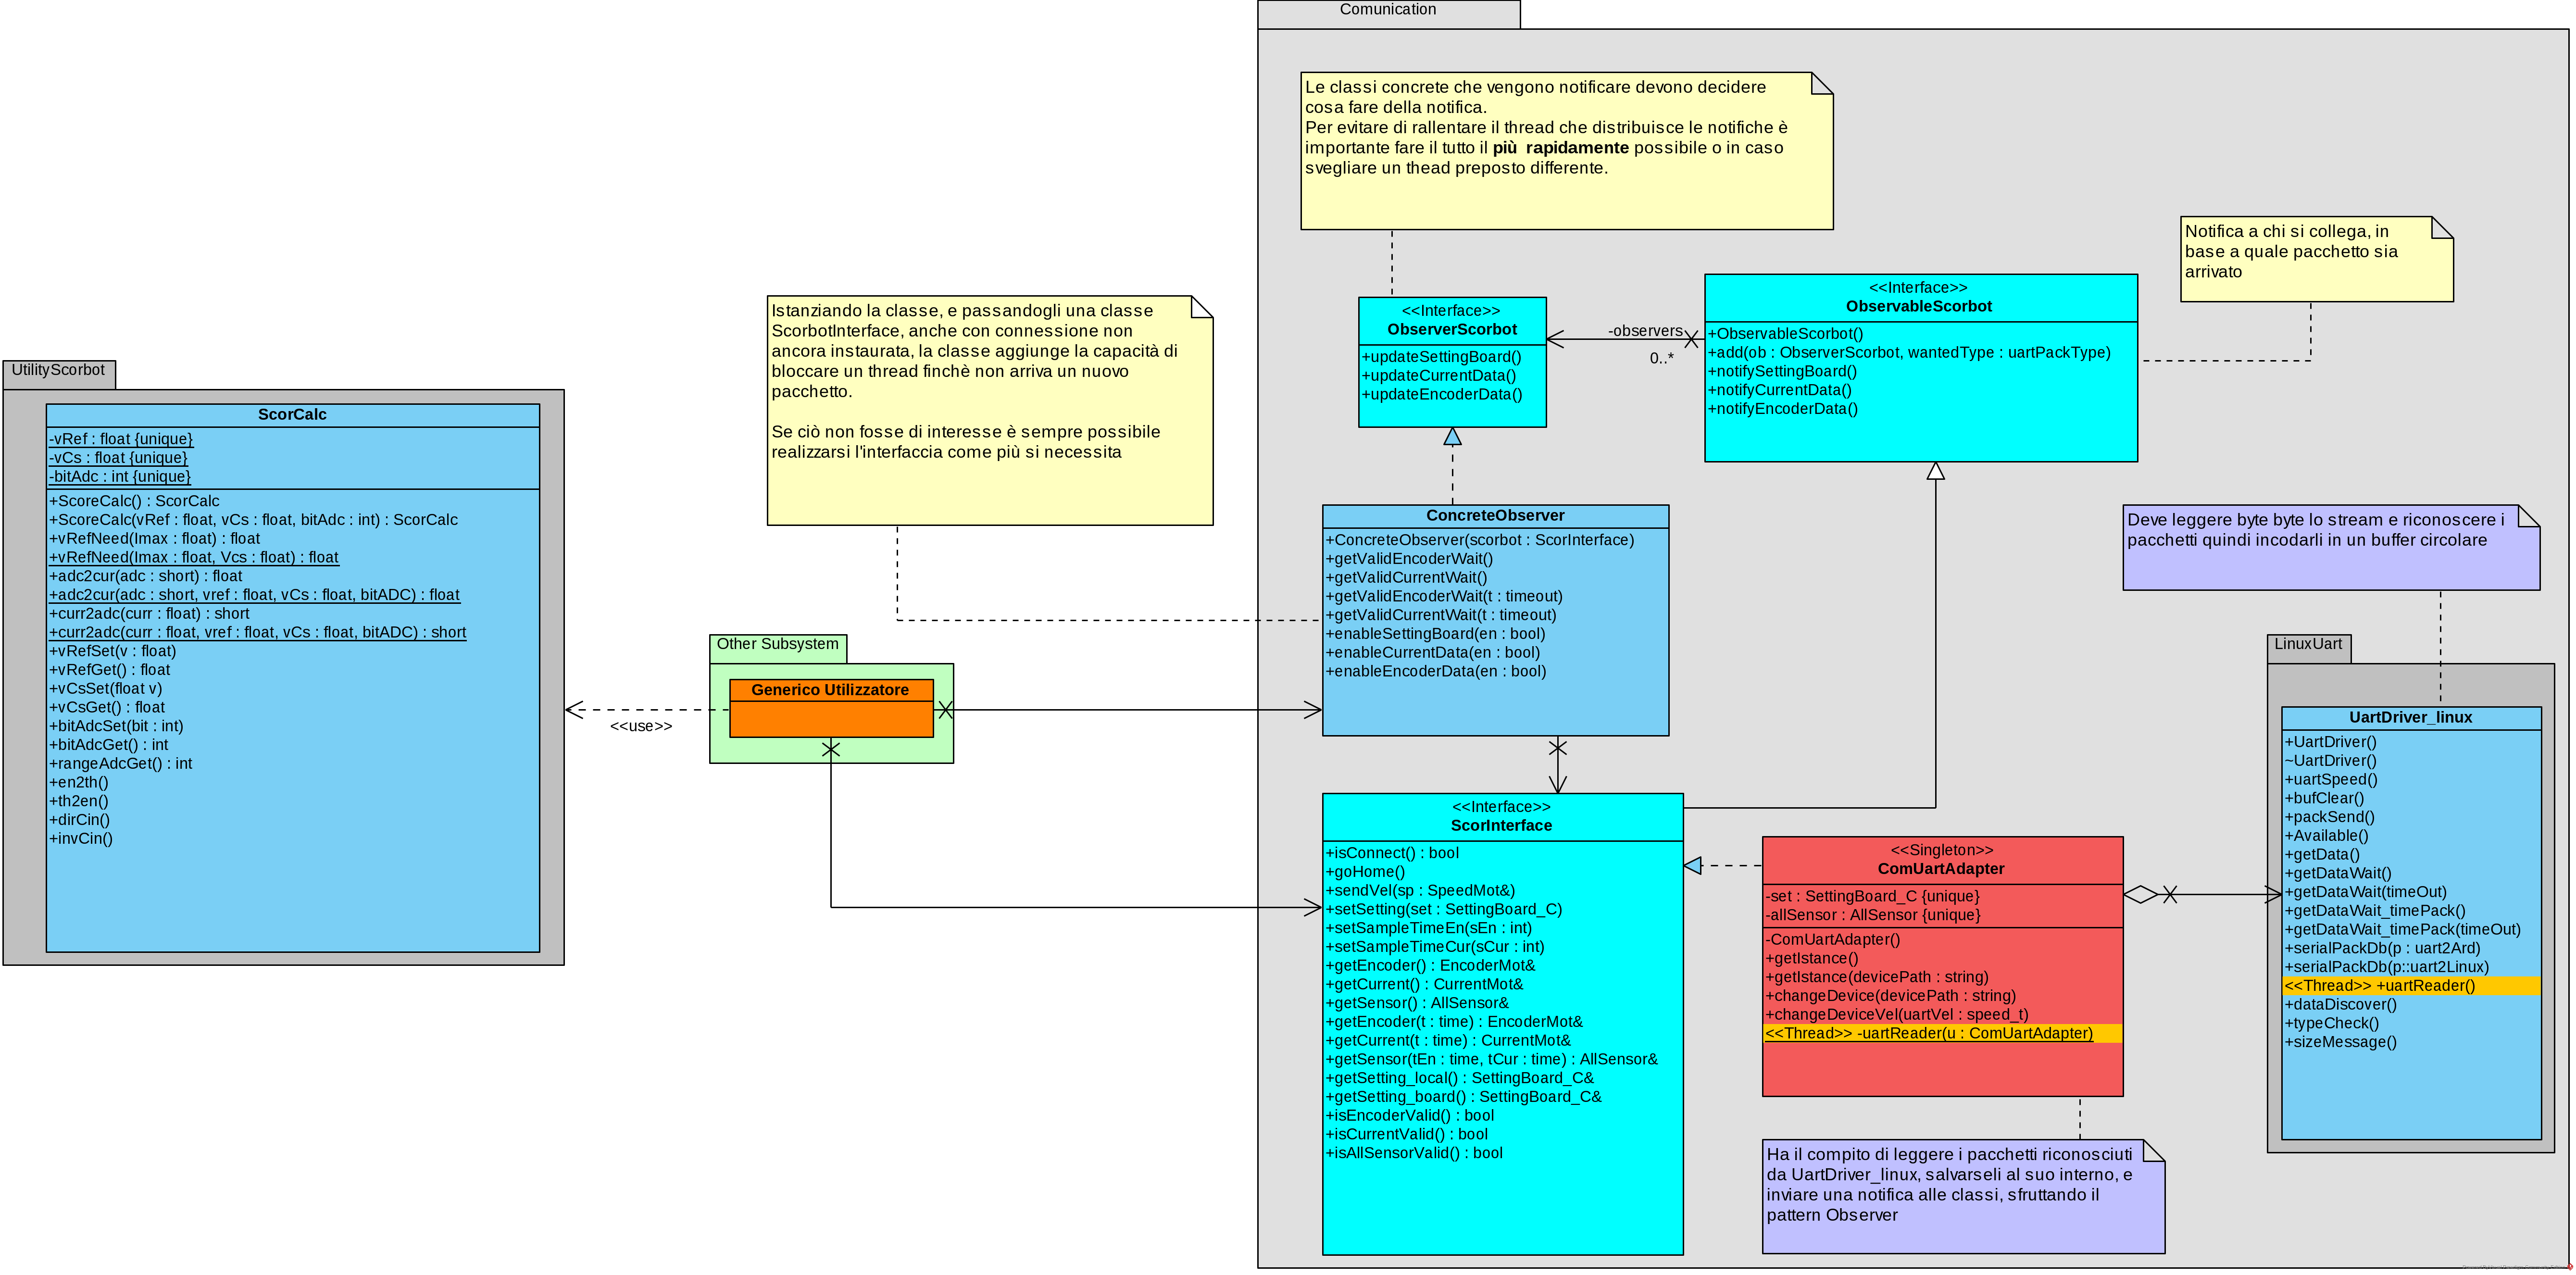 Comunication
Le classi concrete che vengono notificare devono decidere
cosa fare della notifica.
Per evitare di rallentare il thread che distribuisce le notifiche è
importante fare il tutto il più rapidamente possibile o in caso
svegliare un thead preposto differente.
Notifica a chi si collega, in
base a quale pacchetto sia
arrivato
Istanziando la classe, e passandogli una classe
ScorbotInterface, anche con connessione non
ancora instaurata, la classe aggiunge la capacità di
bloccare un thread finchè non arriva un nuovo
pacchetto.
Se ciò non fosse di interesse è sempre possibile
realizzarsi l'interfaccia come più si necessita
<<Interface>>
ObserverScorbot
+updateSettingBoard()
+updateCurrentData()
+updateEncoderData()
-observers
0..*
<<Interface>>
ObservableScorbot
+ObservableScorbot()
+add(ob : ObserverScorbot, wantedType : uartPackType)
+notifySettingBoard()
+notifyCurrentData()
+notifyEncoderData()
UtilityScorbot
ScorCalc
-vRef : float {unique}
-vCs : float {unique}
-bitAdc : int {unique}
+ScoreCalc() : ScorCalc
+ScoreCalc(vRef : float, vCs : float, bitAdc : int) : ScorCalc
+vRefNeed(Imax : float) : float
+vRefNeed(Imax : float, Vcs : float) : float
+adc2cur(adc : short) : float
+adc2cur(adc : short, vref : float, vCs : float, bitADC) : float
+curr2adc(curr : float) : short
+curr2adc(curr : float, vref : float, vCs : float, bitADC) : short
+vRefSet(v : float)
+vRefGet() : float
+vCsSet(float v)
+vCsGet() : float
+bitAdcSet(bit : int)
+bitAdcGet() : int
+rangeAdcGet() : int
+en2th()
+th2en()
+dirCin()
+invCin()
<<use>>
Other Subsystem
Generico Utilizzatore
ConcreteObserver
+ConcreteObserver(scorbot : ScorInterface)
+getValidEncoderWait()
+getValidCurrentWait()
+getValidEncoderWait(t : timeout)
+getValidCurrentWait(t : timeout)
+enableSettingBoard(en : bool)
+enableCurrentData(en : bool)
+enableEncoderData(en : bool)
Deve leggere byte byte lo stream e riconoscere i
pacchetti quindi incodarli in un buffer circolare
<<Interface>>
ScorInterface
+isConnect() : bool
+goHome()
+sendVel(sp : SpeedMot&)
+setSetting(set : SettingBoard_C)
+setSampleTimeEn(sEn : int)
+setSampleTimeCur(sCur : int)
+getEncoder() : EncoderMot&
+getCurrent() : CurrentMot&
+getSensor() : AllSensor&
+getEncoder(t : time) : EncoderMot&
+getCurrent(t : time) : CurrentMot&
+getSensor(tEn : time, tCur : time) : AllSensor&
+getSetting_local() : SettingBoard_C&
+getSetting_board() : SettingBoard_C&
+isEncoderValid() : bool
+isCurrentValid() : bool
+isAllSensorValid() : bool
<<Singleton>>
ComUartAdapter
-set : SettingBoard_C {unique}
-allSensor : AllSensor {unique}
-ComUartAdapter()
+getIstance()
+getIstance(devicePath : string)
+changeDevice(devicePath : string)
+changeDeviceVel(uartVel : speed_t)
<<Thread>> -uartReader(u : ComUartAdapter)
Ha il compito di leggere i pacchetti riconosciuti
da UartDriver_linux, salvarseli al suo interno, e
inviare una notifica alle classi, sfruttando il
pattern Observer
LinuxUart
UartDriver_linux
+UartDriver()
~UartDriver()
+uartSpeed()
+bufClear()
+packSend()
+Available()
+getData()
+getDataWait()
+getDataWait(timeOut)
+getDataWait_timePack()
+getDataWait_timePack(timeOut)
+serialPackDb(p : uart2Ard)
+serialPackDb(p::uart2Linux)
<<Thread>> +uartReader()
+dataDiscover()
+typeCheck()
+sizeMessage()